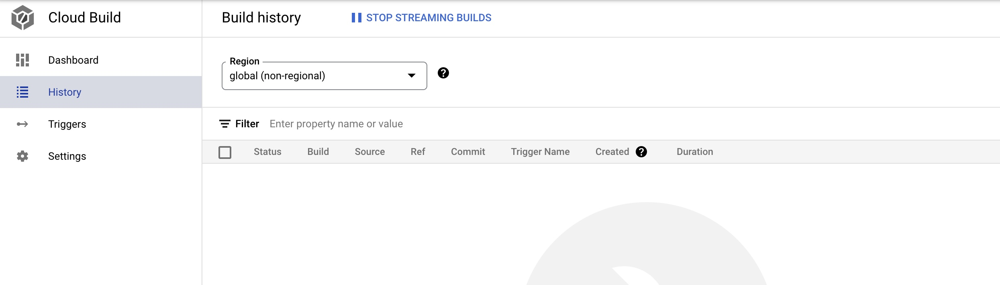 Cloud Build
Build history
STOP STREAMING BUILDS
Dashboard
History
Triggers
Settings
Region
global (non-regional)
Filter Enter property name or value
Status Build Source Ref Commit Trigger Name Created Duration